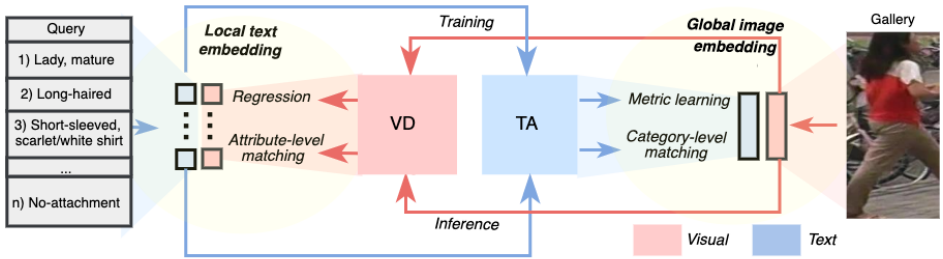 Query
1) Lady, mature
2) Long-haired
3) Short-sleeved,
scarlet/white shirt
...
n) No-attachment
Local text
embedding
Regression
Attribute-level
matching
Training
VD
TA
Inference
Global image
embedding
Metric learning
Category-level
matching
Gallery
Visual
Text